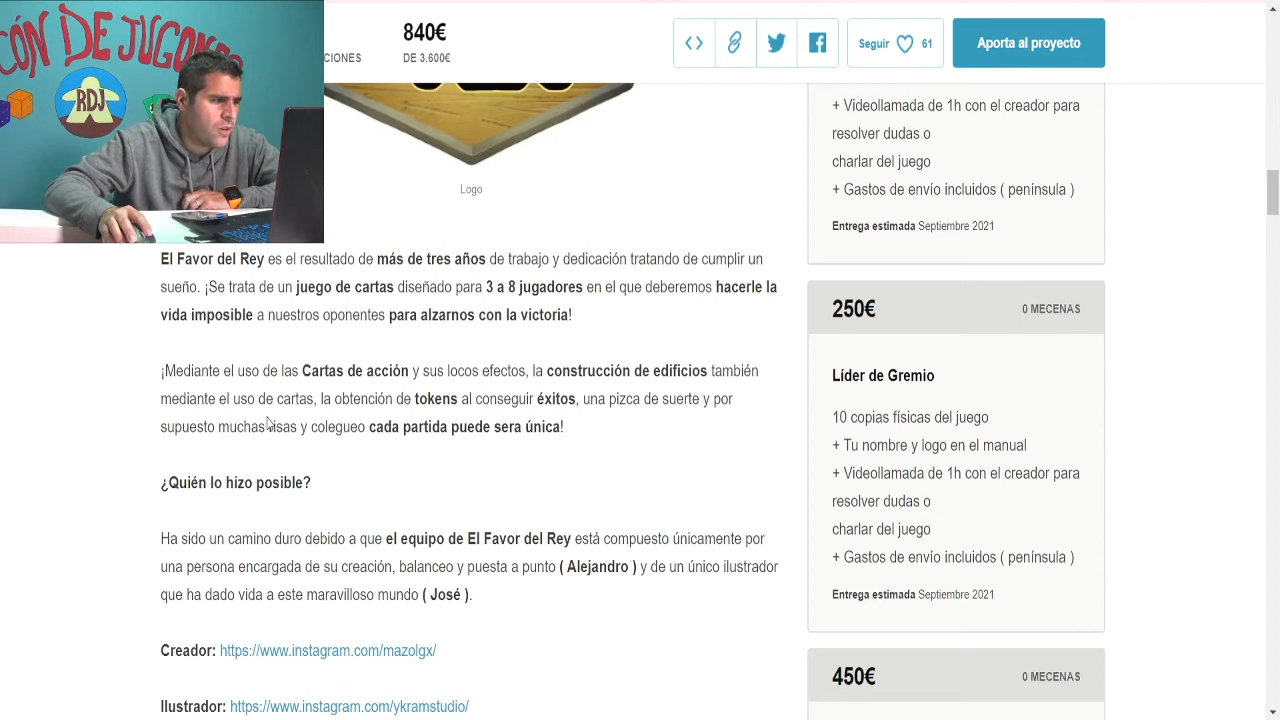 CÓN DE JUGONES
RDJ
CIONES
840€
DE 3.600€
Seguir
61
Aporta al proyecto
Logo
El Favor del Rey es el resultado de más de tres años de trabajo y dedicación tratando de cumplir un
sueño. ¡Se trata de un juego de cartas diseñado para 3 a 8 jugadores en el que deberemos hacerle la
vida imposible a nuestros oponentes para alzarnos con la victoria!
¡Mediante el uso de las Cartas de acción y sus locos efectos, la construcción de edificios también
mediante el uso de cartas, la obtención de tokens al conseguir éxitos, una pizca de suerte y por
supuesto muchas risas y colegueo cada partida puede sera única!
¿Quién lo hizo posible?
Ha sido un camino duro debido a que el equipo de El Favor del Rey está compuesto únicamente por
una persona encargada de su creación, balanceo y puesta a punto ( Alejandro ) y de un único ilustrador
que ha dado vida a este maravilloso mundo ( José ).
Creador: https://www.instagram.com/mazolgx/
Ilustrador: https://www.instagram.com/ykramstudio/
+ Videollamada de 1h con el creador para
resolver dudas o
charlar del juego
+ Gastos de envío incluidos ( península )
Entrega estimada Septiembre 2021
250€
0 MECENAS
Líder de Gremio
10 copias físicas del juego
+ Tu nombre y logo en el manual
+ Videollamada de 1h con el creador para
resolver dudas o
charlar del juego
+ Gastos de envío incluidos ( península )
Entrega estimada Septiembre 2021
450€
0 MECENAS